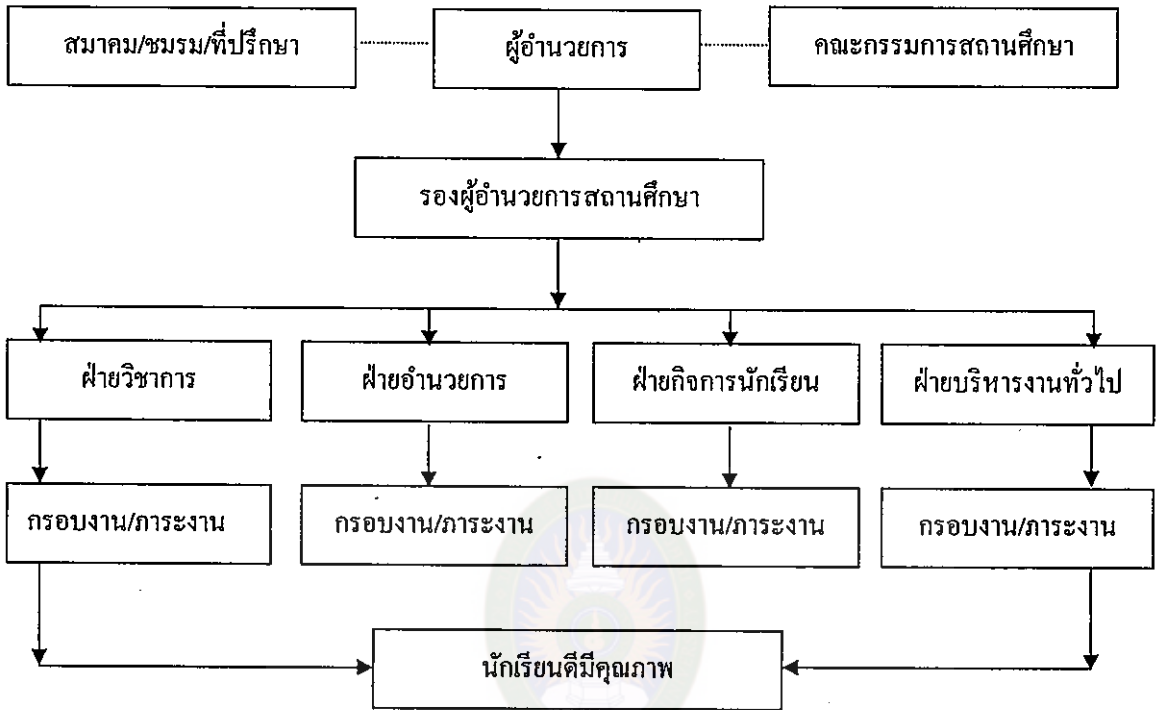 สมาคม/ชมรม/ที่ปรึกษา
ผู้อำนวยการ
คณะกรรมการสถานศึกษา
รองผู้อำนวยการสถานศึกษา
ฝ่ายวิชาการ
ฝ่ายอำนวยการ
ฝ่ายกิจการนักเรียน
ฝ่ายบริหารงานทั่วไป
กรอบงาน/ภาระงาน
กรอบงาน/ภาระงาน
กรอบงาน/ภาระงาน
กรอบงาน/ภาระงาน
นักเรียนดีมีคุณภาพ